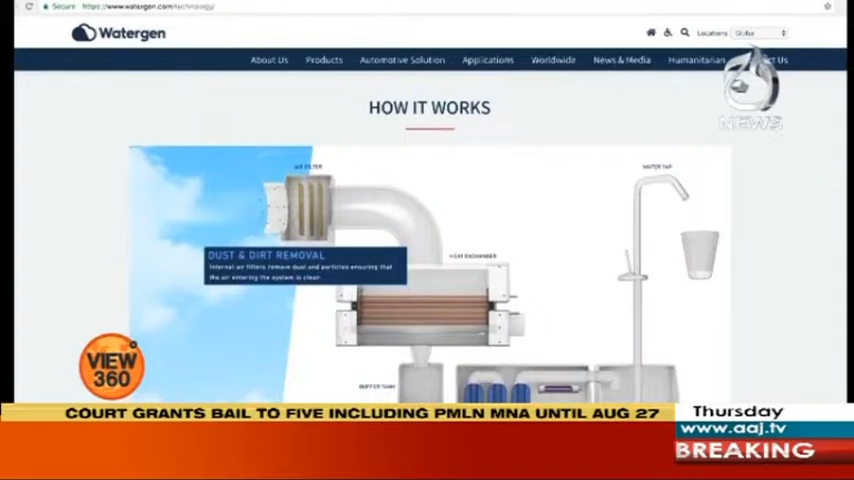 Secure https://www.watergen.com/technology/
Watergen
Locations: Global
About Us Products Automotive Solution Applications Worldwide News & Media Humanitarian Contact Us
NEWS
HOW IT WORKS
AIR FILTER
WATER TAP
DUST & DIRT REMOVAL
Internal air filters remove dust and particles ensuring that
the air entering the system is clean
HEAT EXCHANGER
VIEW
360°
BUFFER TANK
COURT GRANTS BAIL TO FIVE INCLUDING PMLN MNA UNTIL AUG 27
Thursday
www.aaj.tv
BREAKING